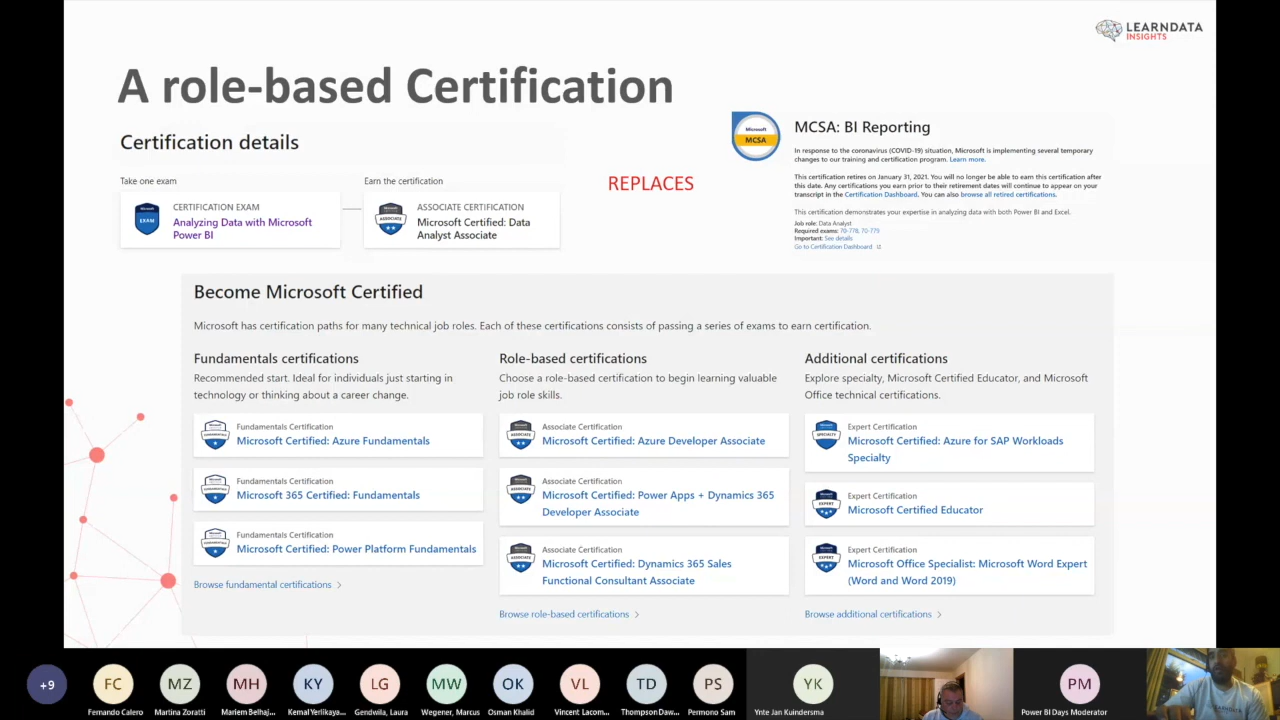 LEARNDATA
INSIGHTS
A role-based Certification
Certification details
Take one exam
Earn the certification
Microsoft
EXAM
CERTIFICATION EXAM
Analyzing Data with Microsoft
Power BI
Microsoft
ASSOCIATE
ASSOCIATE CERTIFICATION
Microsoft Certified: Data
Analyst Associate
REPLACES
Microsoft
MCSA
MCSA: BI Reporting
In response to the coronavirus (COVID-19) situation, Microsoft is implementing several temporary
changes to our training and certification program. Learn more.
This certification retires on January 31, 2021. You will no longer be able to earn this certification after
this date. Any certifications you earn prior to their retirement dates will continue to appear on your
transcript in the Certification Dashboard. You can also browse all retired certifications.
This certification demonstrates your expertise in analyzing data with both Power BI and Excel.
Job role: Data Analyst
Required exams: 70-778, 70-779
Important: See details
Go to Certification Dashboard
Become Microsoft Certified
Microsoft has certification paths for many technical job roles. Each of these certifications consists of passing a series of exams to earn certification.
Fundamentals certifications
Recommended start. Ideal for individuals just starting in
technology or thinking about a career change.
FUNDAMENTALS
Fundamentals Certification
Microsoft Certified: Azure Fundamentals
FUNDAMENTALS
Fundamentals Certification
Microsoft 365 Certified: Fundamentals
FUNDAMENTALS
Fundamentals Certification
Microsoft Certified: Power Platform Fundamentals
Browse fundamental certifications >
Role-based certifications
Choose a role-based certification to begin learning valuable
job role skills.
ASSOCIATE
Associate Certification
Microsoft Certified: Azure Developer Associate
ASSOCIATE
Associate Certification
Microsoft Certified: Power Apps + Dynamics 365
Developer Associate
ASSOCIATE
Associate Certification
Microsoft Certified: Dynamics 365 Sales
Functional Consultant Associate
Browse role-based certifications >
Additional certifications
Explore specialty, Microsoft Certified Educator, and Microsoft
Office technical certifications.
SPECIALTY
Expert Certification
Microsoft Certified: Azure for SAP Workloads
Specialty
EXPERT
Expert Certification
Microsoft Certified Educator
EXPERT
Expert Certification
Microsoft Office Specialist: Microsoft Word Expert
(Word and Word 2019)
Browse additional certifications >
+9
FC
MZ
MH
KY
LG
MW
OK
VL
TD
PS
YK
PM
Fernando Calero
Martina Zoratti
Mariem Belhaj...
Kemal Yerlikaya...
Gendwila, Laura
Wegener, Marcus
Osman Khalid
Vincent Lacom...
Thompson Daw...
Permono Sam
Ynte Jan Kuindersma
Power BI Days Moderator